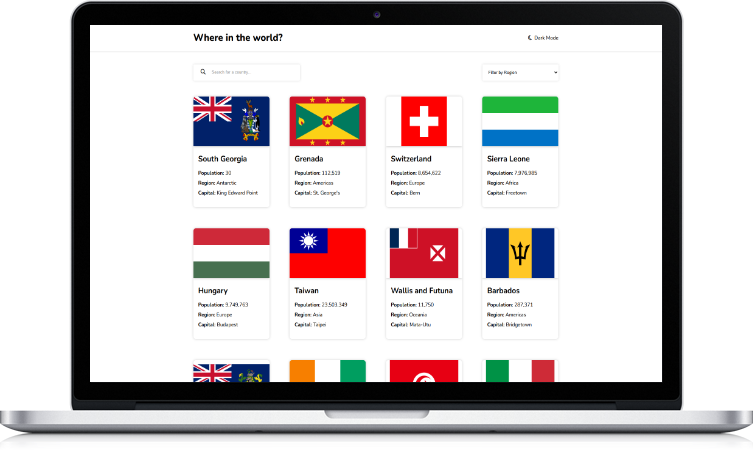 Where in the world?
Dark Mode
Search for a country...
Filter by Region
South Georgia
Population: 30
Region: Antarctic
Capital: King Edward Point
Grenada
Population: 112,519
Region: Americas
Capital: St. George's
Switzerland
Population: 8,654,622
Region: Europe
Capital: Bern
Sierra Leone
Population: 7,976,985
Region: Africa
Capital: Freetown
Hungary
Population: 9,749,763
Region: Europe
Capital: Budapest
Taiwan
Population: 23,503,349
Region: Asia
Capital: Taipei
Wallis and Futuna
Population: 11,750
Region: Oceania
Capital: Mata-Utu
Barbados
Population: 287,371
Region: Americas
Capital: Bridgetown